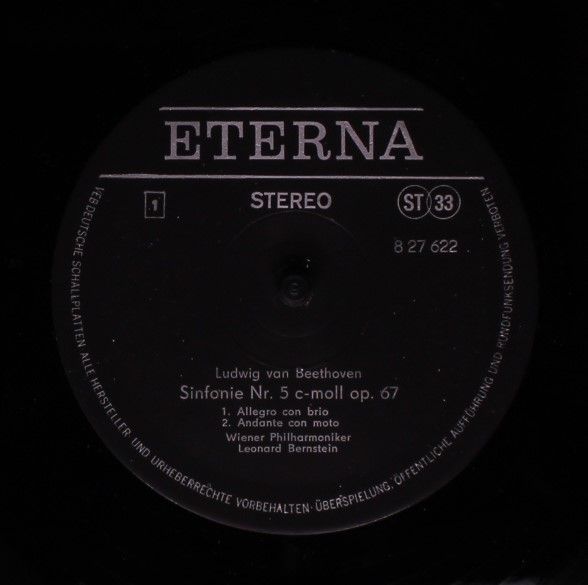 ETERNA
1
STEREO
ST 33
8 27 622
Ludwig van Beethoven
Sinfonie Nr. 5 c-moll op. 67
1. Allegro con brio
2. Andante con moto
Wiener Philharmoniker
Leonard Bernstein
VEB DEUTSCHE SCHALLPLATTEN ALLE HERSTELLER UND URHEBERRECHTE VORBEHALTEN·ÜBERSPIELUNG, ÖFFENTLICHE AUFFÜHRUNG UND RUNDFUNKSENDUNG VERBOTEN